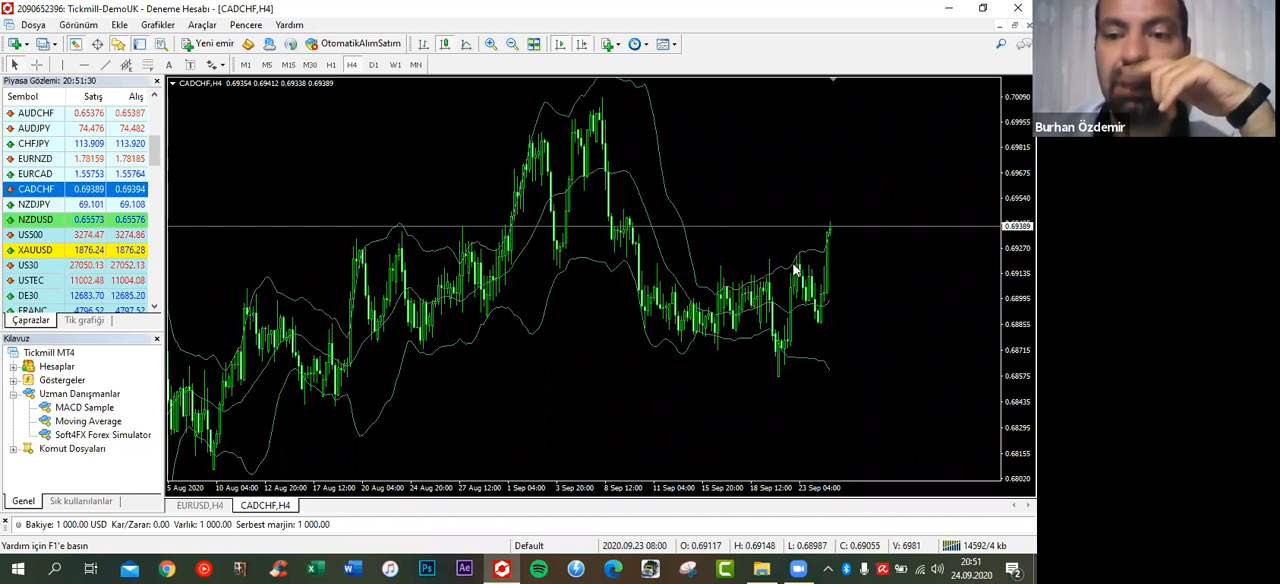 2090652396: Tickmill-DemoUK - Deneme Hesabı - [CADCHF,H4]
Dosya Görünüm Ekle Grafikler Araçlar Pencere Yardım
Yeni emir OtomatikAlımSatım
A T M1 M5 M15 M30 H1 H4 D1 W1 MN
Piyasa Gözlemi: 20:51:30
Sembol Satış Alış
AUDCHF 0.65376 0.65387
AUDJPY 74.476 74.482
CHFJPY 113.909 113.920
EURNZD 1.78159 1.78185
EURCAD 1.55753 1.55764
CADCHF 0.69389 0.69394
NZDJPY 69.101 69.108
NZDUSD 0.65573 0.65576
US500 3274.47 3274.86
XAUUSD 1876.24 1876.28
US30 27050.13 27052.13
USTEC 11002.48 11004.08
DE30 12683.70 12685.20
FRANC 4796.52 4797.52
Çaprazlar Tik grafiği
Kılavuz
Tickmill MT4
Hesaplar
Göstergeler
Uzman Danışmanlar
MACD Sample
Moving Average
Soft4FX Forex Simulator
Komut Dosyaları
Genel Sık kullanılanlar
CADCHF,H4 0.69354 0.69412 0.69338 0.69389
0.70090
0.69955
0.69815
0.69675
0.69540
0.69389
0.69270
0.69135
0.68995
0.68855
0.68715
0.68575
0.68435
0.68295
0.68155
0.68020
5 Aug 2020 10 Aug 04:00 12 Aug 20:00 17 Aug 12:00 20 Aug 04:00 24 Aug 20:00 27 Aug 12:00 1 Sep 04:00 3 Sep 20:00 8 Sep 12:00 11 Sep 04:00 15 Sep 20:00 18 Sep 12:00 23 Sep 04:00
EURUSD,H4 CADCHF,H4
Bakiye: 1 000.00 USD Kar/Zarar: 0.00 Varlık: 1 000.00 Serbest marjin: 1 000.00
Yardım için F1'e basın Default 2020.09.23 08:00 O: 0.69117 H: 0.69148 L: 0.68987 C: 0.69055 V: 6981 14592/4 kb
20:51
24.09.2020
2
Burhan Özdemir